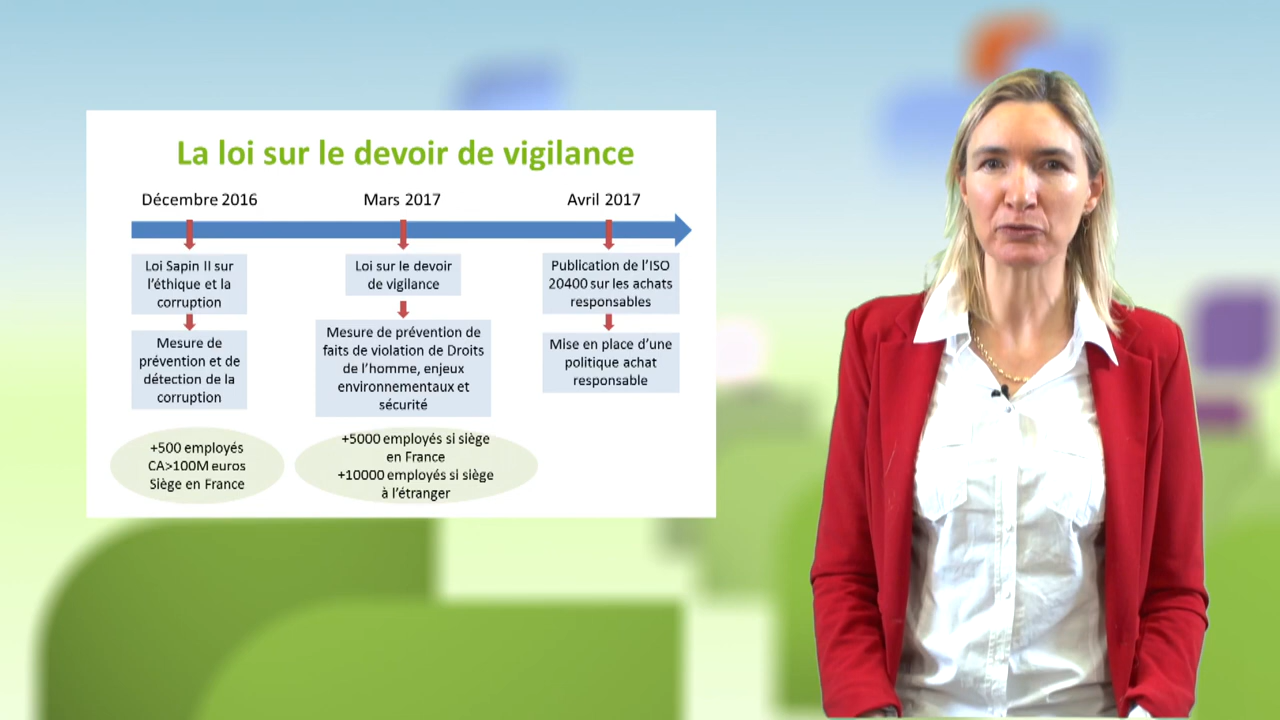 La loi sur le devoir de vigilance
Décembre 2016
Mars 2017
Avril 2017
Loi Sapin II sur
l'éthique et la
corruption
Loi sur le devoir
de vigilance
Publication de l'ISO
20400 sur les achats
responsables
Mesure de
prévention et de
détection de la
corruption
Mesure de prévention de
faits de violation de Droits
de l'homme, enjeux
environnementaux et
sécurité
Mise en place d'une
politique achat
responsable
+500 employés
CA>100M euros
Siège en France
+5000 employés si siège
en France
+10000 employés si siège
à l'étranger